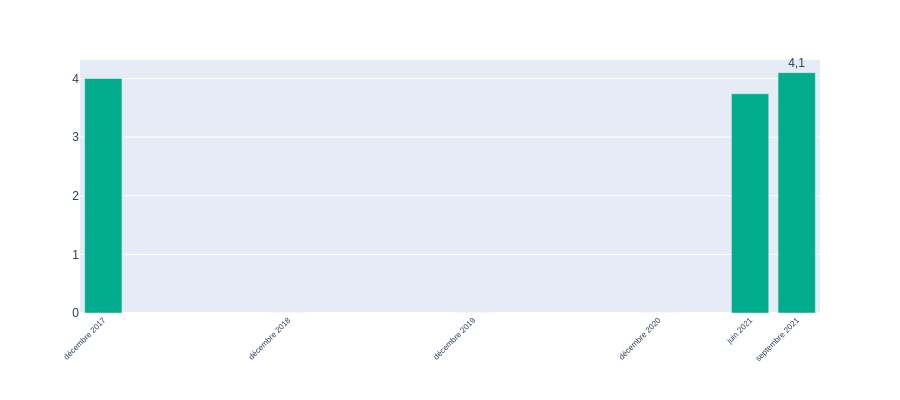 4,1
4
3
2
1
0
décembre 2017
décembre 2018
décembre 2019
décembre 2020
juin 2021
septembre 2021